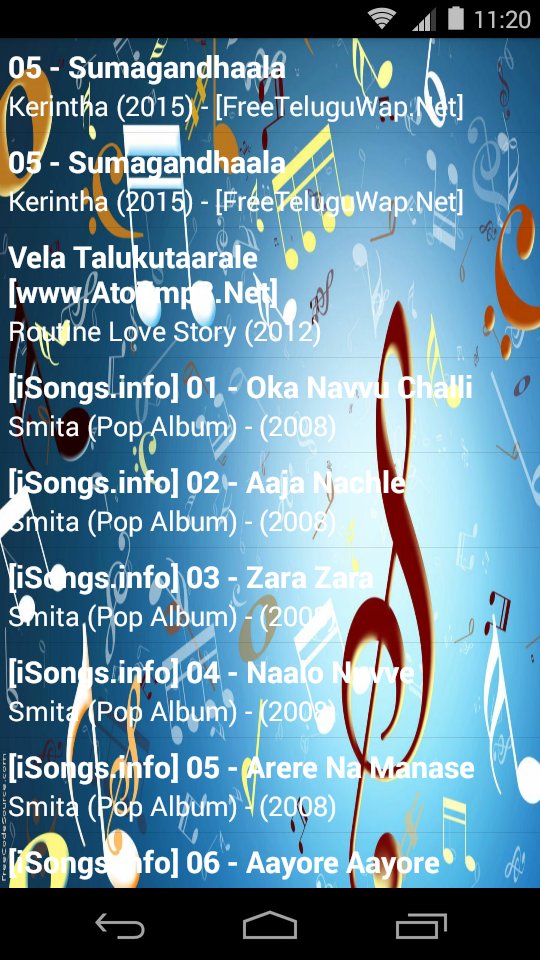 11:20
05 - Sumagandhaala
Kerintha (2015) - [FreeTeluguWap.Net]
05 - Sumagandhaala
Kerintha (2015) - [FreeTeluguWap.Net]
Vela Talukutaarale
Routine Love Story (2012)
[iSongs.info] 01 - Oka Navvu Challi
Smita (Pop Album) - (2008)
[iSongs.info] 02 - Aaja Nachle
Smita (Pop Album) - (2008)
[iSongs.info] 03 - Zara Zara
Smita (Pop Album) - (2008)
[iSongs.info] 04 - Naalo Nuvve
Smita (Pop Album) - (2008)
[iSongs.info] 05 - Arere Na Manase
Smita (Pop Album) - (2008)
[iSongs.info] 06 - Aayore Aayore
FreeCodeSource.com